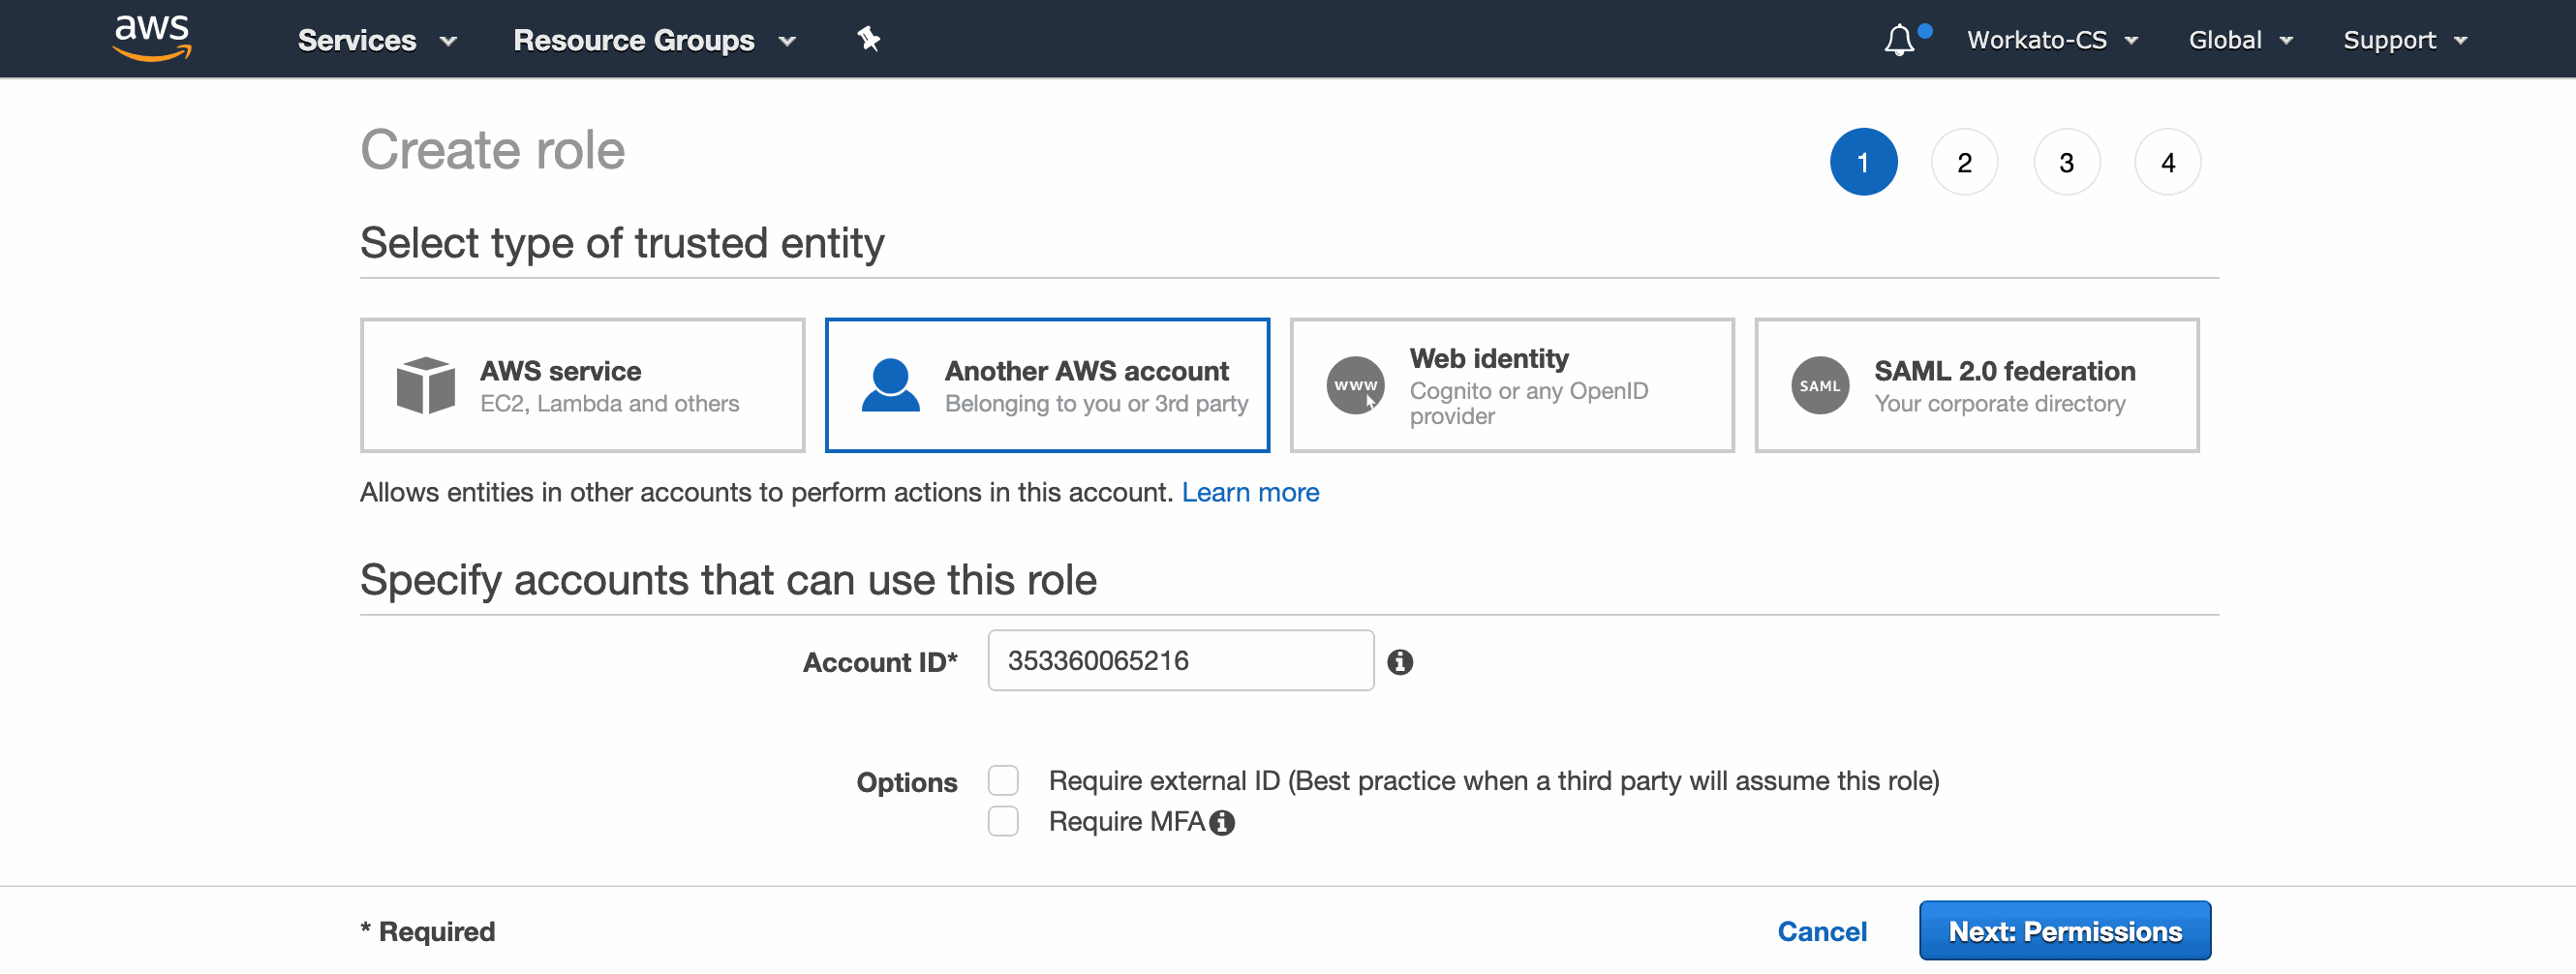 aws Services Resource Groups Workato-CS Global Support
Create role 1 2 3 4
Select type of trusted entity
AWS service
EC2, Lambda and others
Another AWS account
Belonging to you or 3rd party
www
Web identity
Cognito or any OpenID
provider
SAML
SAML 2.0 federation
Your corporate directory
Allows entities in other accounts to perform actions in this account. Learn more
Specify accounts that can use this role
Account ID* 353360065216
Options Require external ID (Best practice when a third party will assume this role)
Require MFA
* Required Cancel Next: Permissions